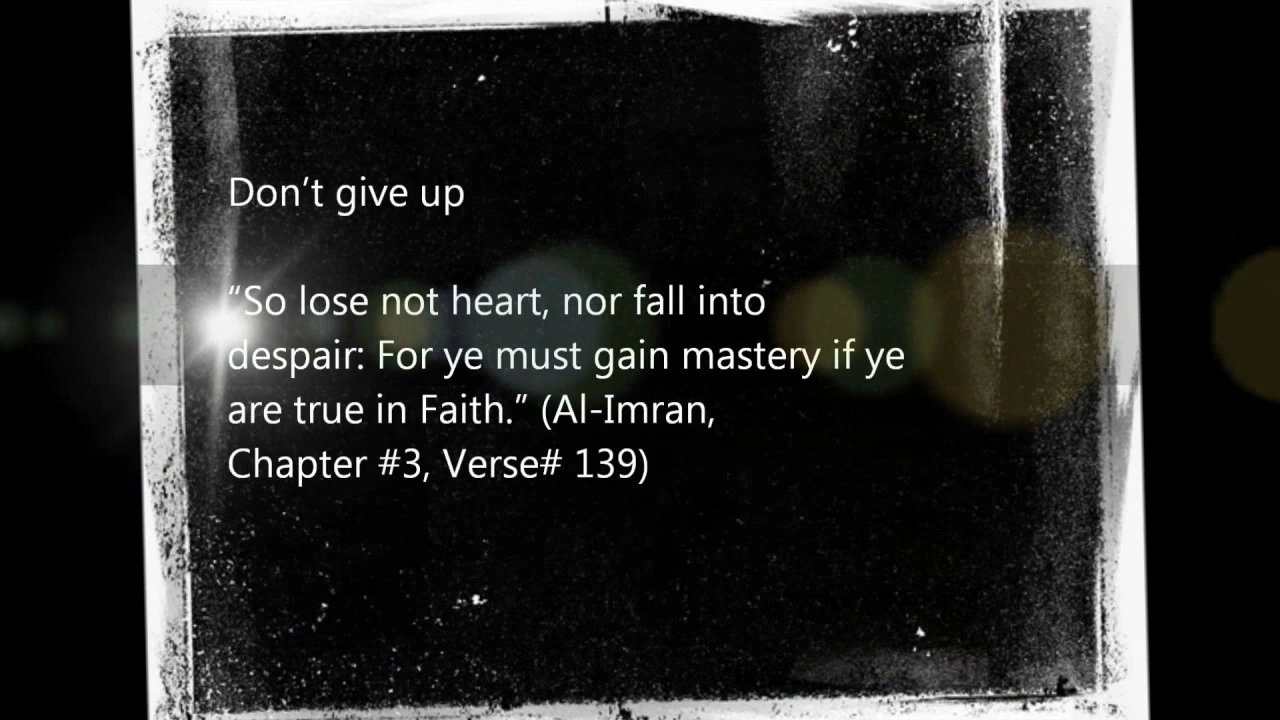 Don’t give up
“So lose not heart, nor fall into
despair: For ye must gain mastery if ye
are true in Faith.” (Al-Imran,
Chapter #3, Verse# 139)